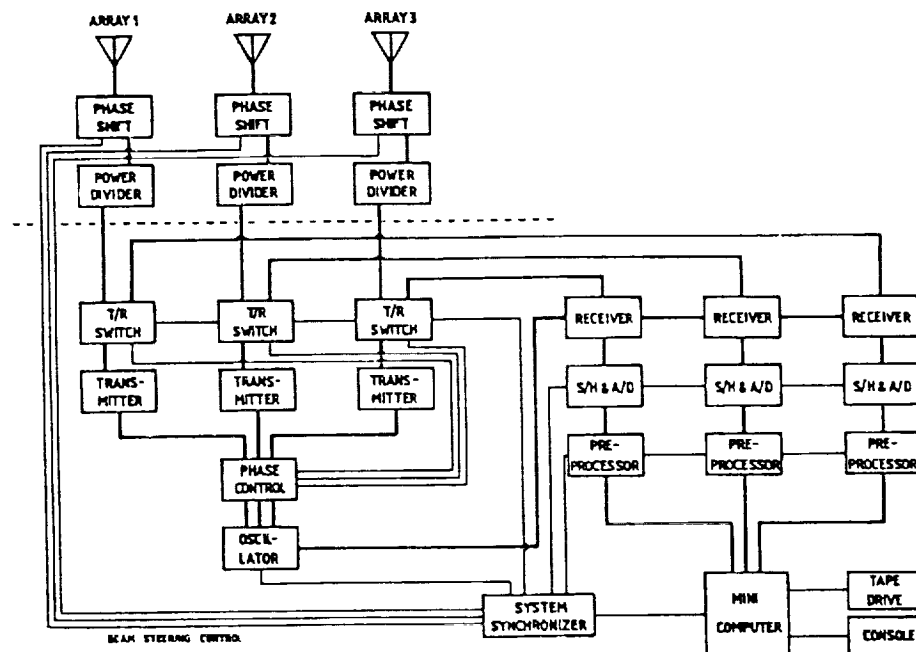 ARRAY 1
ARRAY 2
ARRAY 3
PHASE
SHIFT
PHASE
SHIFT
PHASE
SHIFT
POWER
DIVIDER
POWER
DIVIDER
POWER
DIVIDER
T/R
SWITCH
T/R
SWITCH
T/R
SWITCH
RECEIVER
RECEIVER
RECEIVER
TRANS-
MITTER
TRANS-
MITTER
TRANS-
MITTER
S/H & A/D
S/H & A/D
S/H & A/D
PRE-
PROCESSOR
PRE-
PROCESSOR
PRE-
PROCESSOR
PHASE
CONTROL
OSCIL-
LATOR
SYSTEM
SYNCHRONIZER
MINI
COMPUTER
TAPE
DRIVE
CONSOLE
BEAM STEERING CONTROL